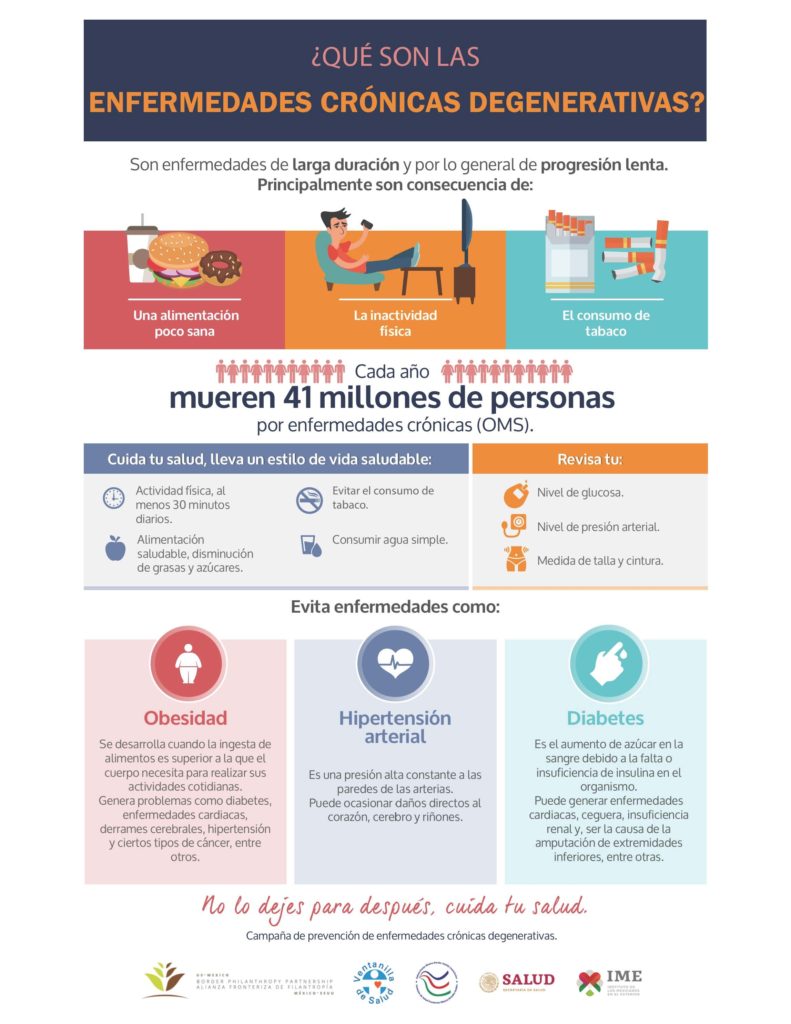 ¿QUÉ SON LAS
ENFERMEDADES CRÓNICAS DEGENERATIVAS?
Son enfermedades de larga duración y por lo general de progresión lenta.
Principalmente son consecuencia de:
Una alimentación
poco sana
La inactividad
física
El consumo de
tabaco
Cada año
mueren 41 millones de personas
por enfermedades crónicas (OMS).
Cuida tu salud, lleva un estilo de vida saludable:
Actividad física, al
menos 30 minutos
diarios.
Alimentación
saludable, disminución
de grasas y azúcares.
Evitar el consumo de
tabaco.
Consumir agua simple.
Revisa tu:
Nivel de glucosa.
Nivel de presión arterial.
Medida de talla y cintura.
Evita enfermedades como:
Obesidad
Se desarrolla cuando la ingesta de
alimentos es superior a la que el
cuerpo necesita para realizar sus
actividades cotidianas.
Genera problemas como diabetes,
enfermedades cardiacas,
derrames cerebrales, hipertensión
y ciertos tipos de cáncer, entre
otros.
Hipertensión
arterial
Es una presión alta constante a las
paredes de las arterias.
Puede ocasionar daños directos al
corazón, cerebro y riñones.
Diabetes
Es el aumento de azúcar en la
sangre debido a la falta o
insuficiencia de insulina en el
organismo.
Puede generar enfermedades
cardiacas, ceguera, insuficiencia
renal y, ser la causa de la
amputación de extremidades
inferiores, entre otras.
No lo dejes para después, cuida tu salud.
Campaña de prevención de enfermedades crónicas degenerativas.
US-MEXICO
BORDER PHILANTHROPY PARTNERSHIP
ALIANZA FRONTERIZA DE FILANTROPÍA
MÉXICO-EEUU
Ventanilla
de Salud
SALUD
SECRETARÍA DE SALUD
IME
INSTITUTO DE
LOS MEXICANOS
EN EL EXTERIOR